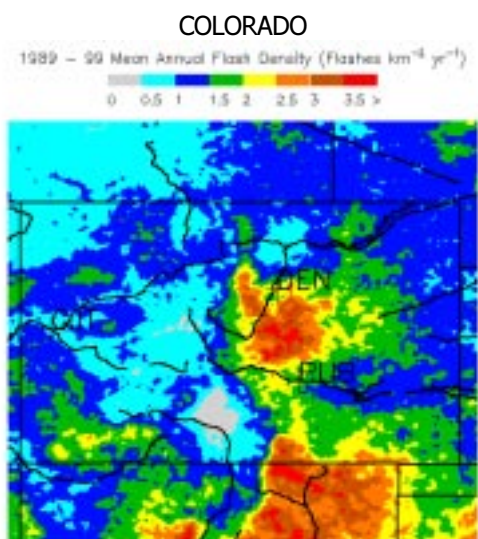 COLORADO
1989 - 99 Mean Annual Flash Density (Flashes km⁻² yr⁻¹)
0 0.5 1 1.5 2 2.5 3 3.5 >
DEN
GJT
PUB